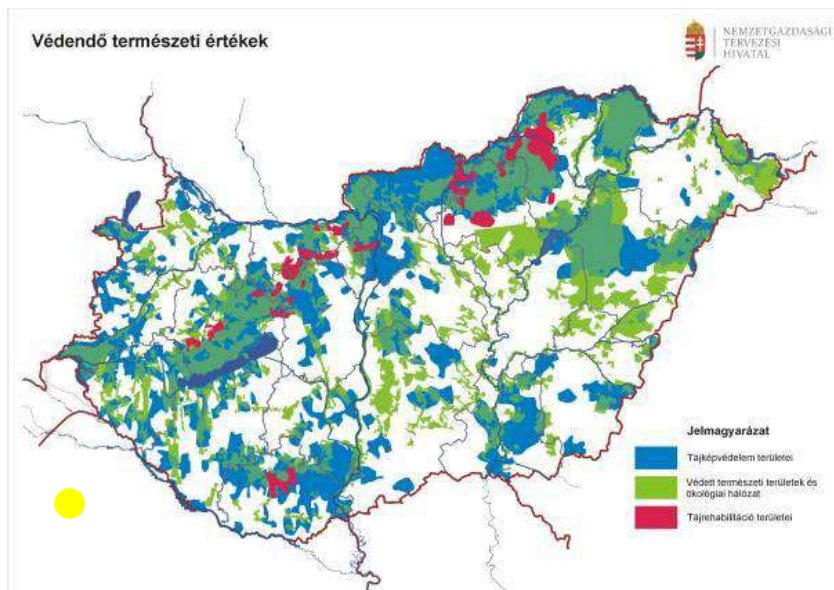 Védendő természeti értékek
NEMZETGAZDASÁGI
TERVEZÉSI
HIVATAL
Jelmagyarázat
Tájképvédelem területei
Védett természeti területek és
ökológiai hálózat
Tájrehabilitáció területei